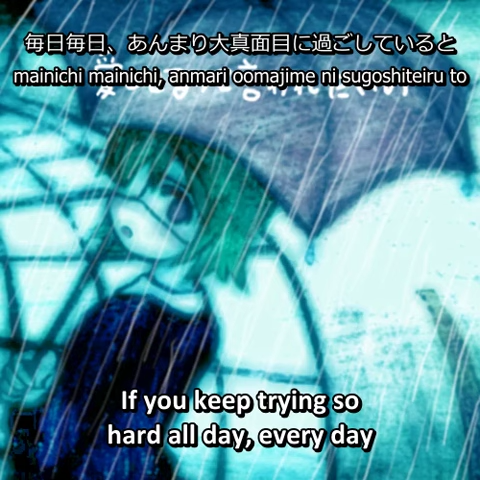 毎日毎日、あんまり大真面目に過ごしていると
mainichi mainichi, anmari oomajime ni sugoshiteiru to
If you keep trying so
hard all day, every day